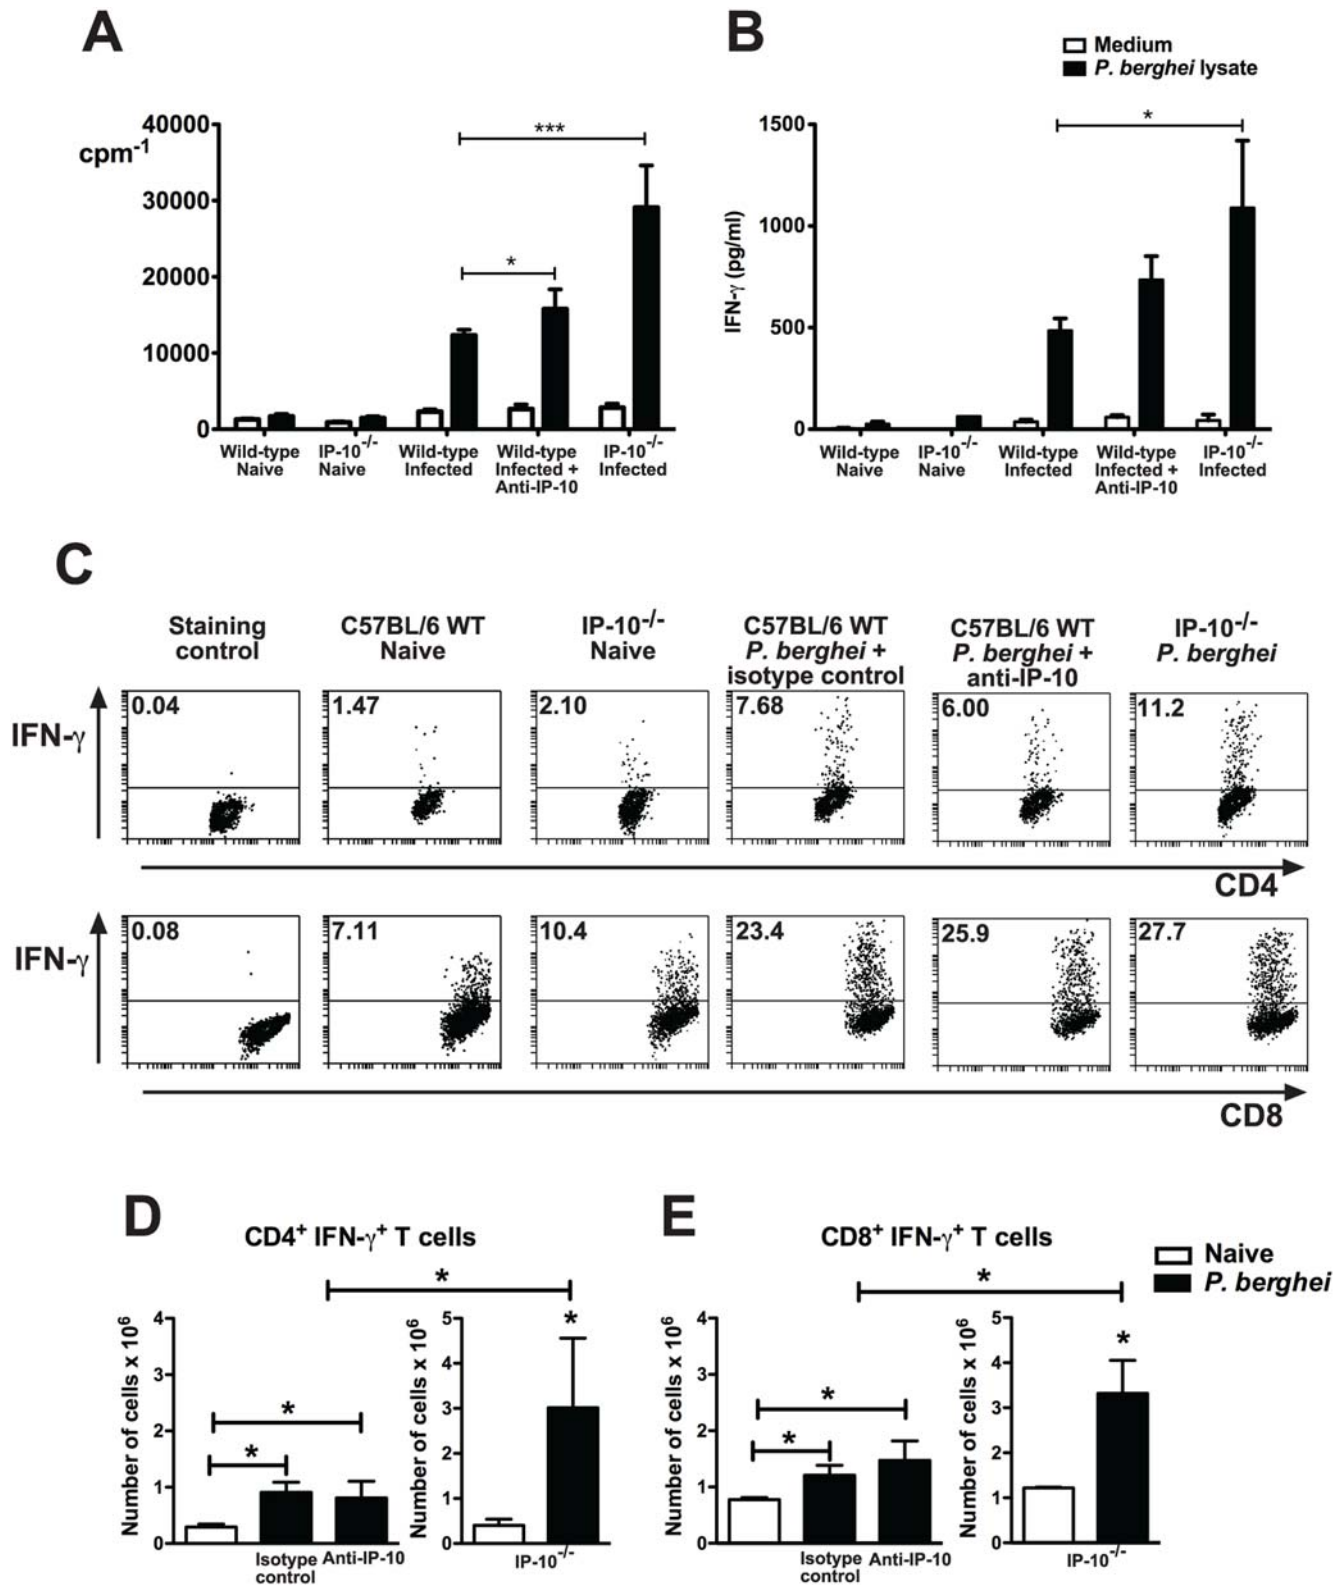 A
cpm-1
40000
30000
20000
10000
0
***
*
Wild-type
Naive
IP-10-/-
Naive
Wild-type
Infected
Wild-type
Infected +
Anti-IP-10
IP-10-/-
Infected
B
Medium
P. berghei lysate
IFN-γ (pg/ml)
1500
1000
500
0
*
Wild-type
Naive
IP-10-/-
Naive
Wild-type
Infected
Wild-type
Infected +
Anti-IP-10
IP-10-/-
Infected
C
Staining
control
C57BL/6 WT
Naive
IP-10-/-
Naive
C57BL/6 WT
P. berghei +
isotype control
C57BL/6 WT
P. berghei +
anti-IP-10
IP-10-/-
P. berghei
IFN-γ
0.04
1.47
2.10
7.68
6.00
11.2
CD4
IFN-γ
0.08
7.11
10.4
23.4
25.9
27.7
CD8
D
CD4+ IFN-γ+ T cells
*
Number of cells x 106
4
3
2
1
0
*
*
Isotype
control
Anti-IP-10
Number of cells x 106
5
4
3
2
1
0
*
IP-10-/-
E
CD8+ IFN-γ+ T cells
Naive
P. berghei
*
Number of cells x 106
4
3
2
1
0
*
*
Isotype
control
Anti-IP-10
Number of cells x 106
5
4
3
2
1
0
*
IP-10-/-